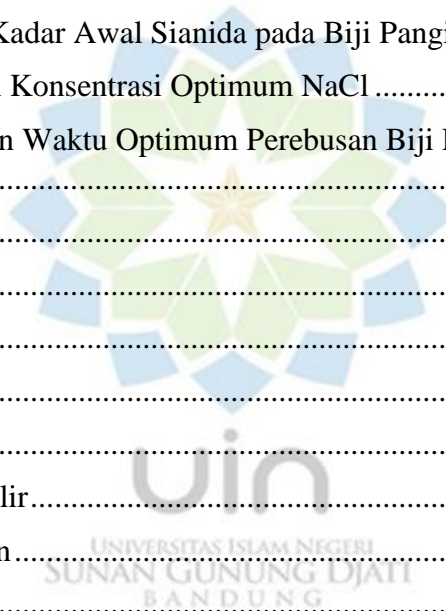 Kadar Awal Sianida pada Biji Pangi
Konsentrasi Optimum NaCl ..........
n Waktu Optimum Perebusan Biji
..........................................................
..........................................................
..........................................................
..........................................................
..........................................................
..........................................................
uin
lir......................................................
n........................................................
UNIVERSITAS ISLAM NEGERI
SUNAN GUNUNG DJATI
BANDUNG
..........................................................